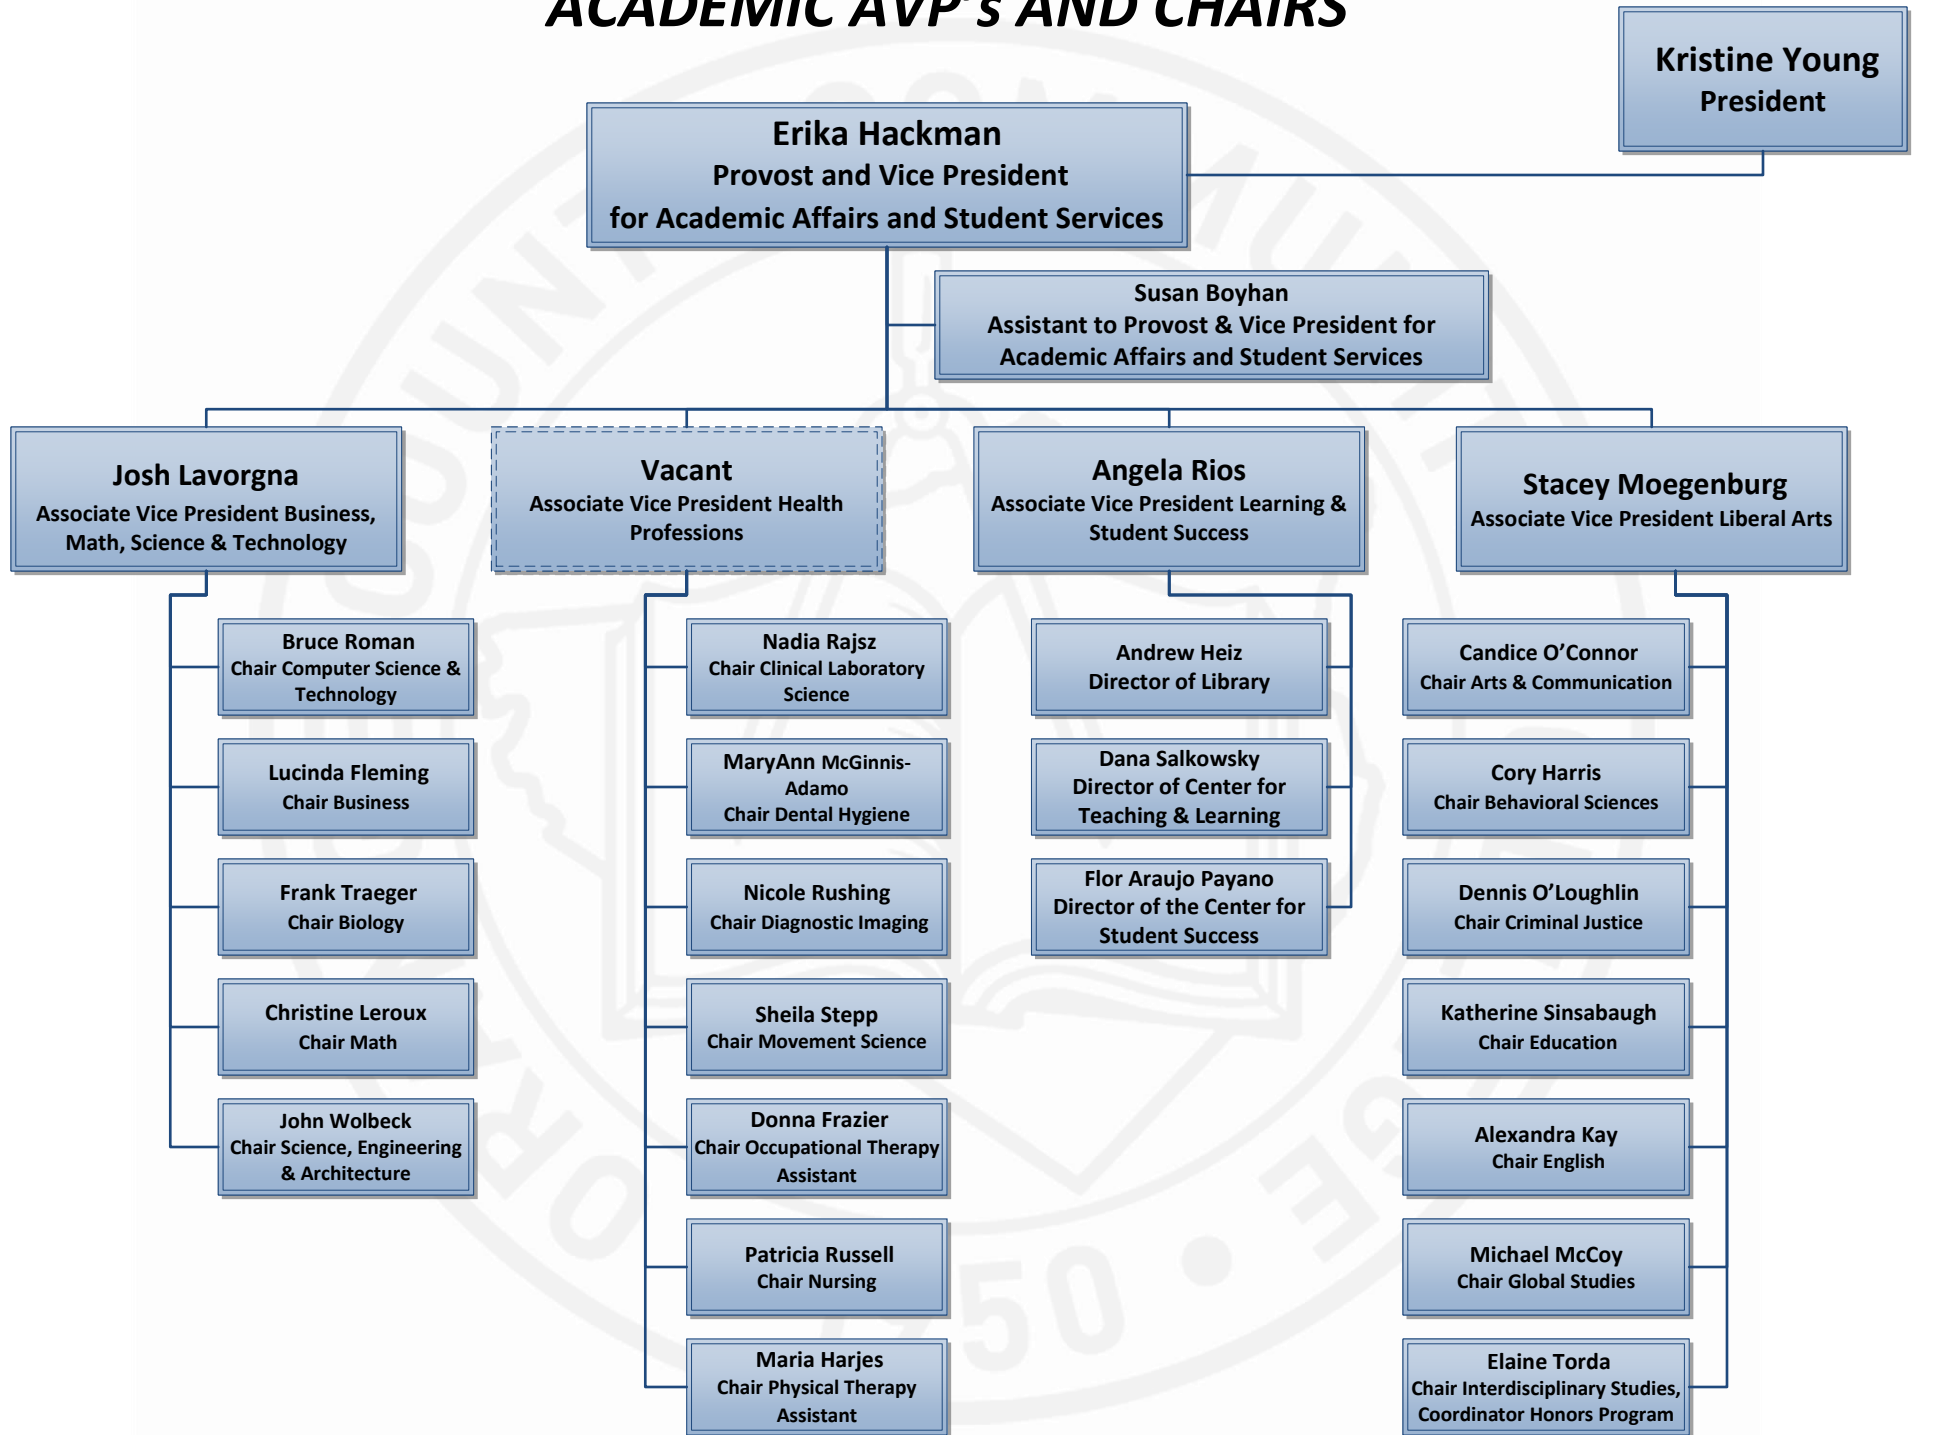 ACADEMIC AVP's AND CHAIRS
Kristine Young
President
Erika Hackman
Provost and Vice President
for Academic Affairs and Student Services
Susan Boyhan
Assistant to Provost & Vice President for
Academic Affairs and Student Services
Josh Lavorgna
Associate Vice President Business,
Math, Science & Technology
Vacant
Associate Vice President Health
Professions
Angela Rios
Associate Vice President Learning &
Student Success
Stacey Moegenburg
Associate Vice President Liberal Arts
Bruce Roman
Chair Computer Science &
Technology
Lucinda Fleming
Chair Business
Frank Traeger
Chair Biology
Christine Leroux
Chair Math
John Wolbeck
Chair Science, Engineering
& Architecture
Nadia Rajsz
Chair Clinical Laboratory
Science
MaryAnn McGinnis-
Adamo
Chair Dental Hygiene
Nicole Rushing
Chair Diagnostic Imaging
Sheila Stepp
Chair Movement Science
Donna Frazier
Chair Occupational Therapy
Assistant
Patricia Russell
Chair Nursing
Maria Harjes
Chair Physical Therapy
Assistant
Andrew Heiz
Director of Library
Dana Salkowsky
Director of Center for
Teaching & Learning
Flor Araujo Payano
Director of the Center for
Student Success
Candice O’Connor
Chair Arts & Communication
Cory Harris
Chair Behavioral Sciences
Dennis O’Loughlin
Chair Criminal Justice
Katherine Sinsabaugh
Chair Education
Alexandra Kay
Chair English
Michael McCoy
Chair Global Studies
Elaine Torda
Chair Interdisciplinary Studies,
Coordinator Honors Program